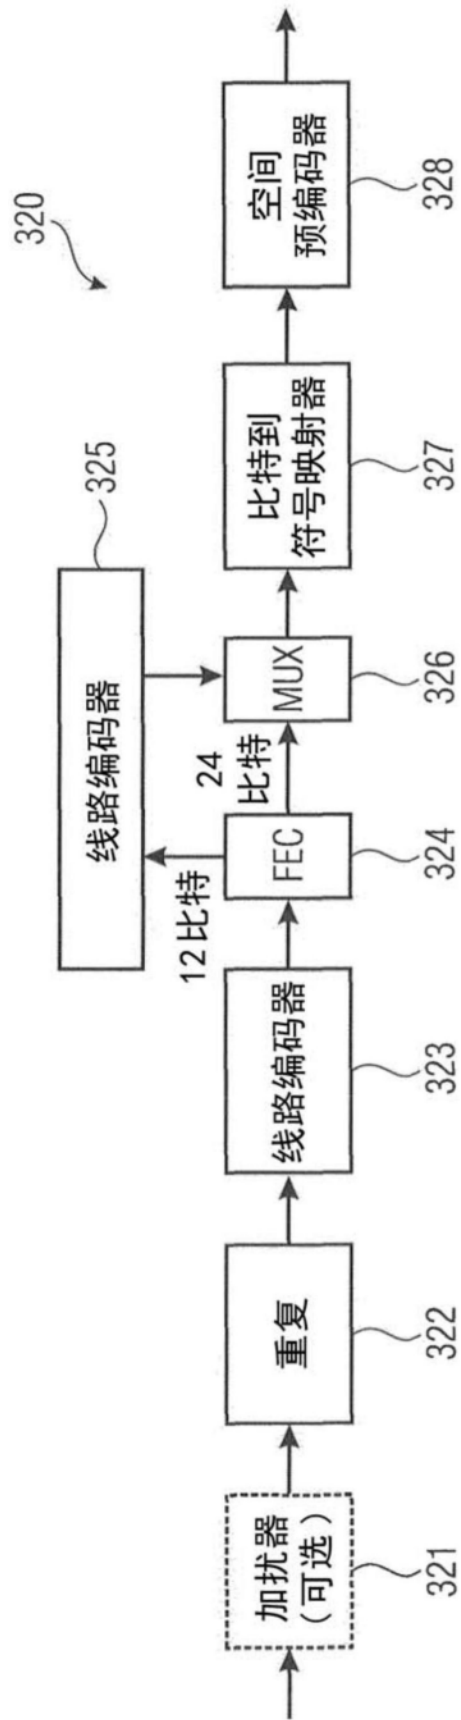 320
325
线路编码器
12比特
24
比特
加扰器
(可选)
重复
线路编码器
FEC
MUX
比特到
符号映射器
空间
预编码器
321
322
323
324
326
327
328